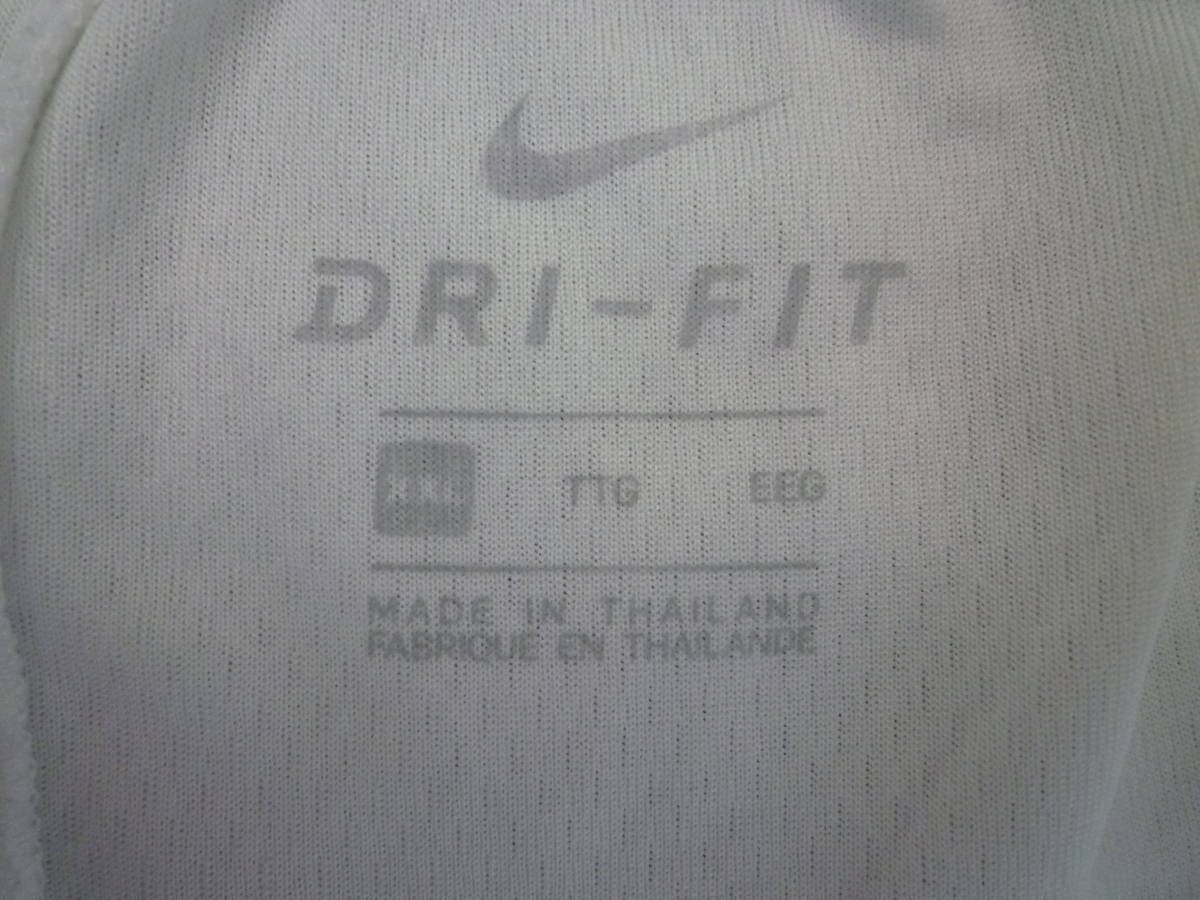 DRI-FIT
XXL TTG EEG
MADE IN THAILAND
FABRIQUE EN THAILANDE